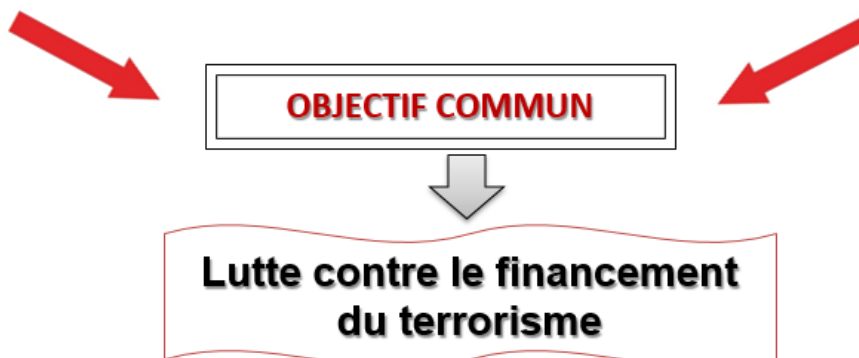 OBJECTIF COMMUN
Lutte contre le financement
du terrorisme